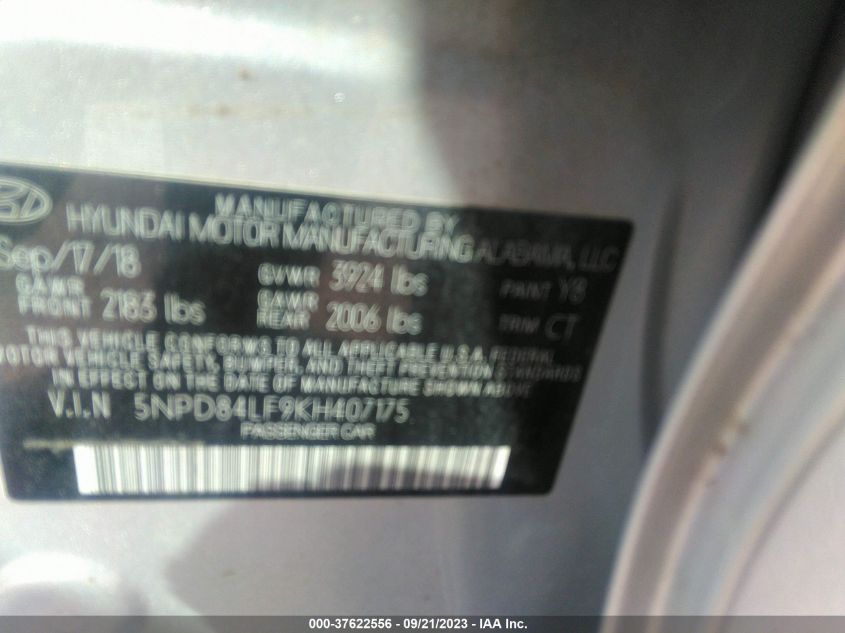 MANUFACTURED BY
HYUNDAI MOTOR MANUFACTURING ALABAMA, LLC
Sep/17/18 GVWR 3924 lbs PAINT Y8
GAWR FRONT 2183 lbs GAWR REAR 2006 lbs TRIM CT
THIS VEHICLE CONFORMS TO ALL APPLICABLE U.S.A. FEDERAL
MOTOR VEHICLE SAFETY, BUMPER, AND THEFT PREVENTION STANDARDS
IN EFFECT ON THE DATE OF MANUFACTURE SHOWN ABOVE.
V.I.N 5NPD84LF9KH407175
PASSENGER CAR
000-37622556 - 09/21/2023 - IAA Inc.